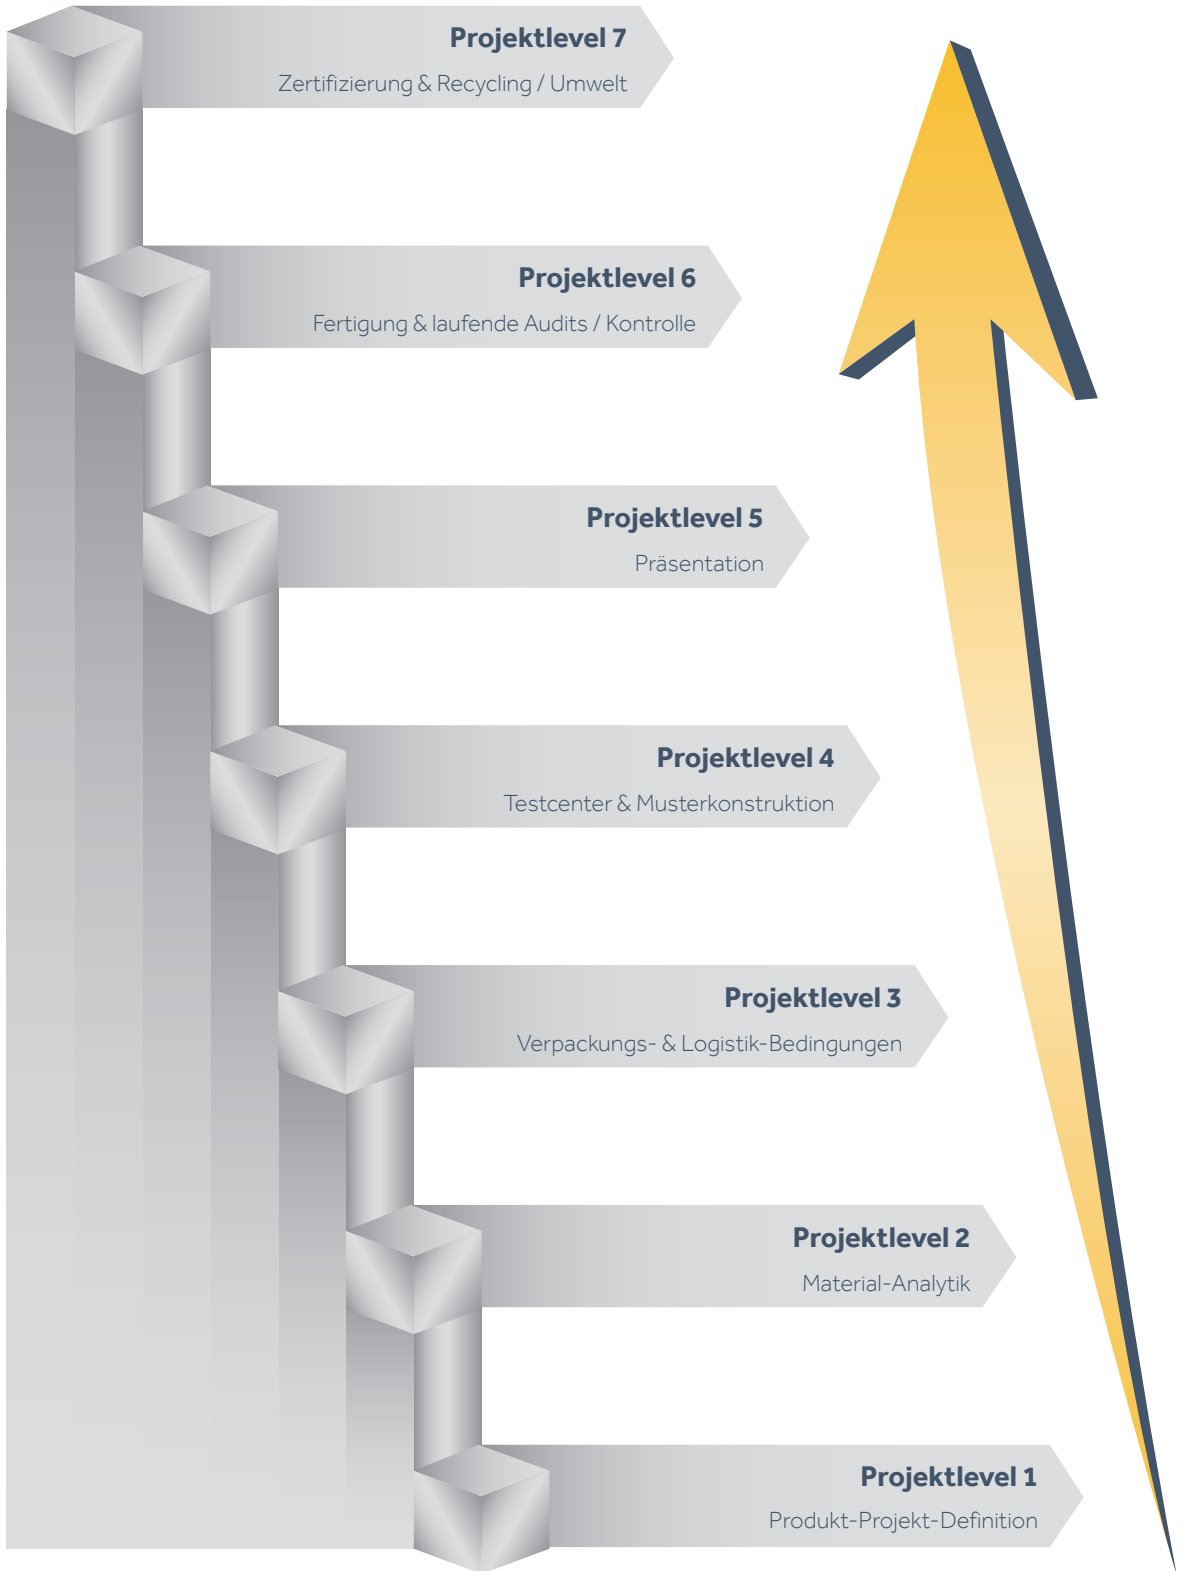 Projektlevel 7
Zertifizierung & Recycling / Umwelt
Projektlevel 6
Fertigung & laufende Audits / Kontrolle
Projektlevel 5
Präsentation
Projektlevel 4
Testcenter & Musterkonstruktion
Projektlevel 3
Verpackungs- & Logistik-Bedingungen
Projektlevel 2
Material-Analytik
Projektlevel 1
Produkt-Projekt-Definition